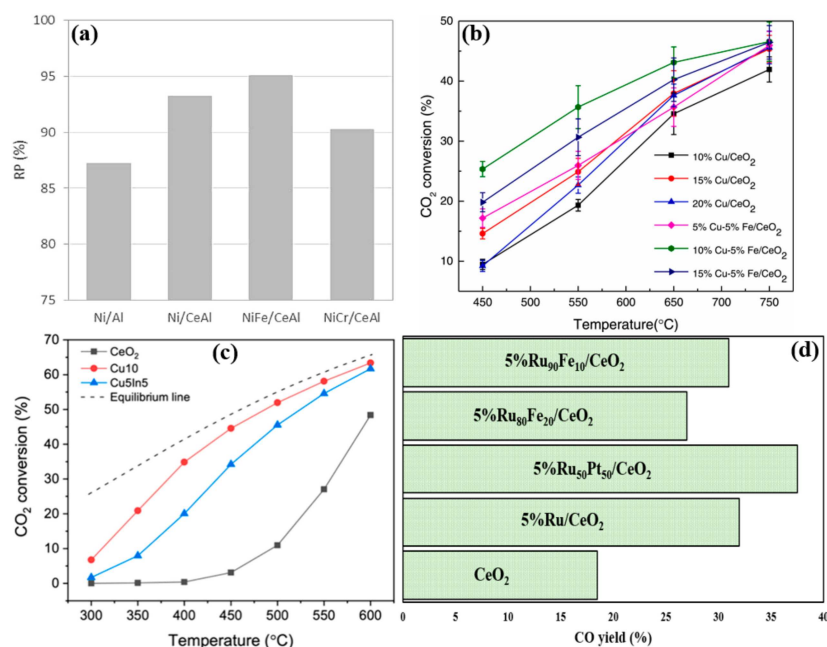 (a)
RP (%)
100
95
90
85
80
75
Ni/Al
Ni/CeAl
NiFe/CeAl
NiCr/CeAl
(b)
CO₂ conversion (%)
50
40
30
20
10
10% Cu/CeO₂
15% Cu/CeO₂
20% Cu/CeO₂
5% Cu-5% Fe/CeO₂
10% Cu-5% Fe/CeO₂
15% Cu-5% Fe/CeO₂
450 500 550 600 650 700 750
Temperature(°C)
(c)
CO₂ conversion (%)
70
60
50
40
30
20
10
0
CeO₂
Cu10
Cu5In5
Equilibrium line
300 350 400 450 500 550 600
Temperature (°C)
(d)
5%Ru₉₀Fe₁₀/CeO₂
5%Ru₈₀Fe₂₀/CeO₂
5%Ru₅₀Pt₅₀/CeO₂
5%Ru/CeO₂
CeO₂
0 5 10 15 20 25 30 35 40
CO yield (%)